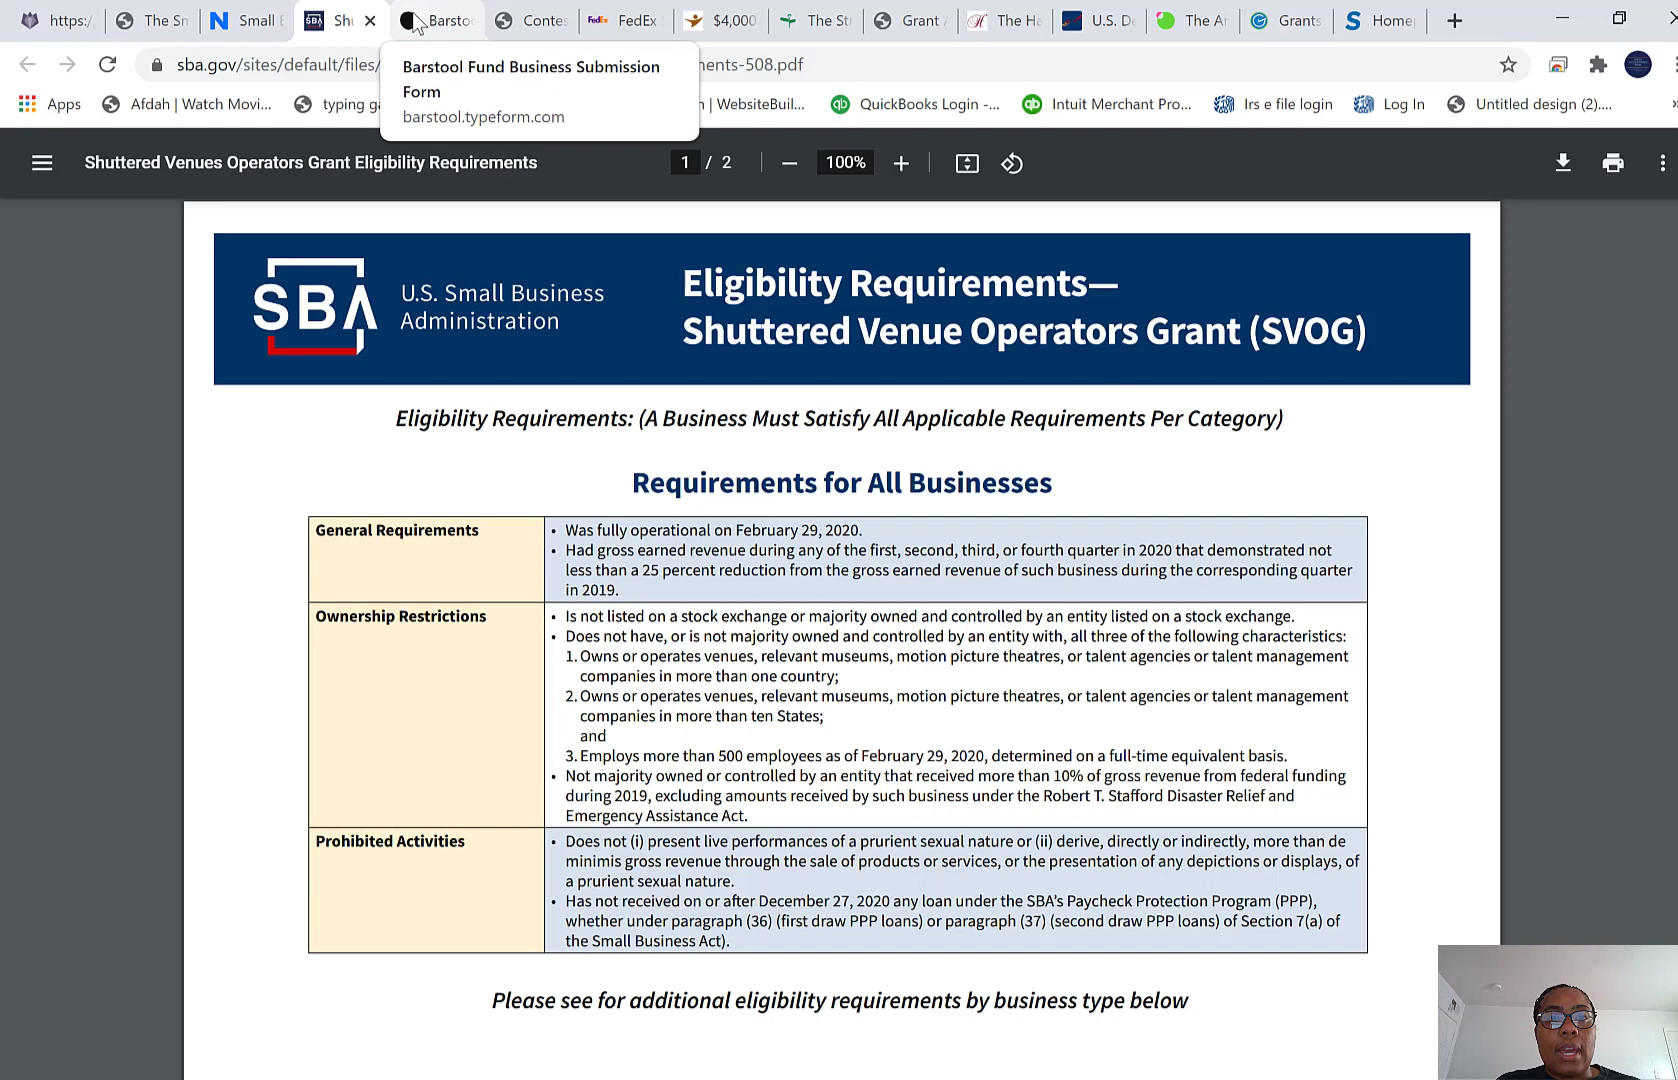 https:/
The Sm
Small B
Shu
Barstoo
Contes
FedEx
FedEx
$4,000
The St
Grant
The Ha
U.S. De
The Am
Grants
Home
sba.gov/sites/default/files/
nents-508.pdf
Barstool Fund Business Submission
Form
barstool.typeform.com
Apps
Afdah | Watch Movi...
typing ga
| WebsiteBuil...
QuickBooks Login -...
Intuit Merchant Pro...
Irs e file login
Log In
Untitled design (2)....
Shuttered Venues Operators Grant Eligibility Requirements
1 / 2
100%
SBA
U.S. Small Business
Administration
Eligibility Requirements—
Shuttered Venue Operators Grant (SVOG)
Eligibility Requirements: (A Business Must Satisfy All Applicable Requirements Per Category)
Requirements for All Businesses
General Requirements
• Was fully operational on February 29, 2020.
• Had gross earned revenue during any of the first, second, third, or fourth quarter in 2020 that demonstrated not
less than a 25 percent reduction from the gross earned revenue of such business during the corresponding quarter
in 2019.
Ownership Restrictions
• Is not listed on a stock exchange or majority owned and controlled by an entity listed on a stock exchange.
• Does not have, or is not majority owned and controlled by an entity with, all three of the following characteristics:
1. Owns or operates venues, relevant museums, motion picture theatres, or talent agencies or talent management
companies in more than one country;
2. Owns or operates venues, relevant museums, motion picture theatres, or talent agencies or talent management
companies in more than ten States;
and
3. Employs more than 500 employees as of February 29, 2020, determined on a full-time equivalent basis.
• Not majority owned or controlled by an entity that received more than 10% of gross revenue from federal funding
during 2019, excluding amounts received by such business under the Robert T. Stafford Disaster Relief and
Emergency Assistance Act.
Prohibited Activities
• Does not (i) present live performances of a prurient sexual nature or (ii) derive, directly or indirectly, more than de
minimis gross revenue through the sale of products or services, or the presentation of any depictions or displays, of
a prurient sexual nature.
• Has not received on or after December 27, 2020 any loan under the SBA's Paycheck Protection Program (PPP),
whether under paragraph (36) (first draw PPP loans) or paragraph (37) (second draw PPP loans) of Section 7(a) of
the Small Business Act).
Please see for additional eligibility requirements by business type below